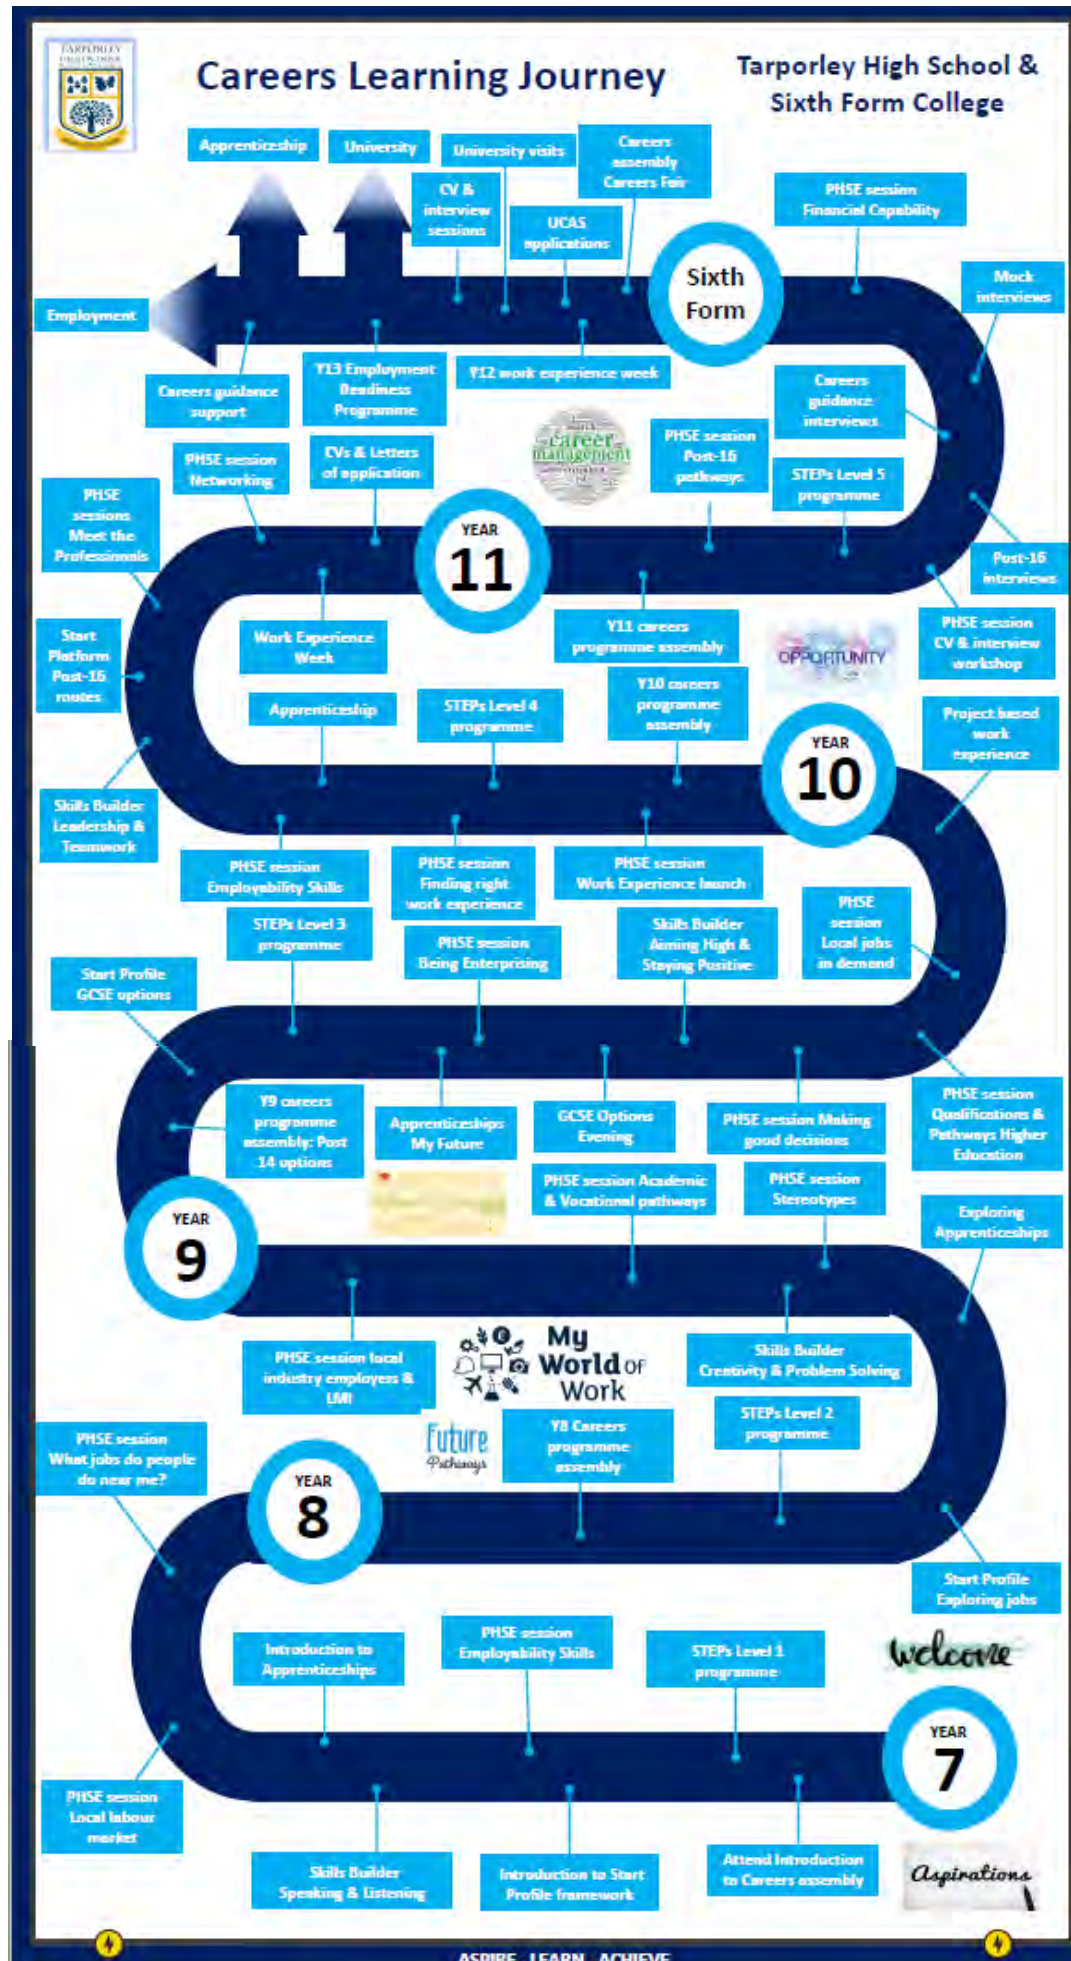 TARPORLEY
Careers Learning Journey
Tarporley High School &
Sixth Form College
Apprenticeship
University
University visits
Careers
assembly
Careers Fair
CV &
interview
sessions
UCAS
applications
PHSE session
Financial Capability
Sixth
Form
Mock
interviews
Employment
Careers guidance
support
Y13 Employment
Readiness
Programme
Y12 work experience week
Careers
guidance
interviews
PHSE session
Networking
CVs & Letters
of application
career
management
PHSE session
Post-16
pathways
STEPs Level 5
programme
PHSE
sessions
Meet the
Professionals
YEAR
11
Post-16
interviews
Start
Platform
Post-16
routes
Work Experience
Week
Y11 careers
programme assembly
OPPORTUNITY
PHSE session
CV & interview
workshop
Apprenticeship
STEPs Level 4
programme
Y10 careers
programme
assembly
YEAR
10
Project based
work
experience
Skills Builder
Leadership &
Teamwork
PHSE session
Employability Skills
PHSE session
Finding right
work experience
PHSE session
Work Experience launch
PHSE
session
Local jobs
in demand
STEPs Level 3
programme
PHSE session
Being Enterprising
Skills Builder
Aiming High &
Staying Positive
Start Profile
GCSE options
Y9 careers
programme
assembly: Post
14 options
Apprenticeships
My Future
GCSE Options
Evening
PHSE session Making
good decisions
PHSE session
Qualifications &
Pathways Higher
Education
PHSE session Academic
& Vocational pathways
PHSE session
Stereotypes
Exploring
Apprenticeships
YEAR
9
PHSE session local
industry employers &
LMI
My
World OF
Work
Skills Builder
Creativity & Problem Solving
Future
Pathways
Y8 Careers
programme
assembly
STEPs Level 2
programme
PHSE session
What jobs do people
do near me?
YEAR
8
Start Profile
Exploring jobs
Introduction to
Apprenticeships
PHSE session
Employability Skills
STEPs Level 1
programme
welcome
YEAR
7
PHSE session
Local labour
market
Skills Builder
Speaking & Listening
Introduction to Start
Profile framework
Attend Introduction
to Careers assembly
Aspirations
ASPIRE LEARN ACHIEVE